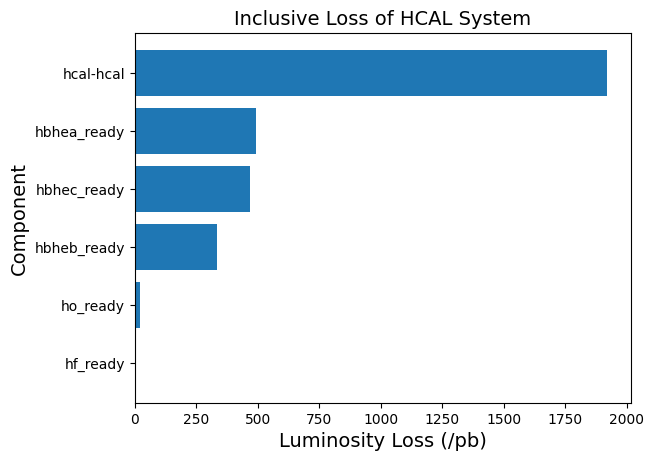 Inclusive Loss of HCAL System
hcal-hcal
hbhea_ready
hbhec_ready
hbheb_ready
ho_ready
hf_ready
Component
0 250 500 750 1000 1250 1500 1750 2000
Luminosity Loss (/pb)